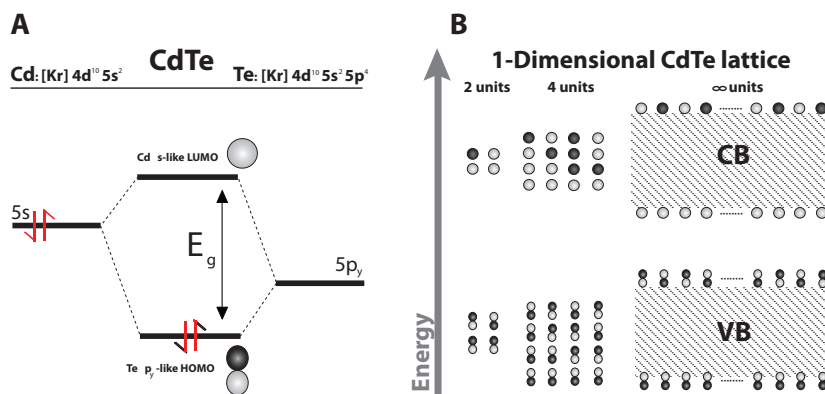 A
CdTe
Cd: [Kr] 4d¹⁰ 5s²
Te: [Kr] 4d¹⁰ 5s² 5p⁴
Cd s-like LUMO
5s
E g
5py
Te py-like HOMO
B
1-Dimensional CdTe lattice
2 units
4 units
∞ units
CB
VB
Energy